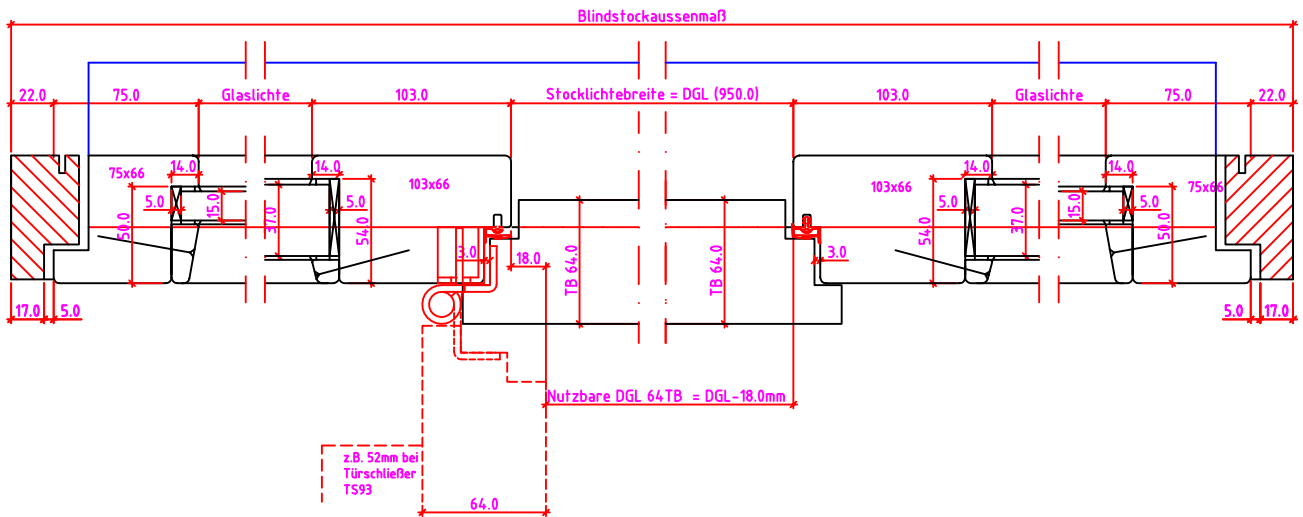 Blindstockaussenmaß
22.0 75.0 Glaslichte 103.0 Stocklichtebreite = DGL (950.0) 103.0 Glaslichte 75.0 22.0
75x66 14.0 14.0 103x66 103x66 14.0 14.0 75x66
5.0 15.0 5.0 5.0 15.0 5.0
50.0 37.0 54.0 54.0 37.0 50.0
3.0 18.0 TB 64.0 TB 64.0 3.0
17.0 5.0 5.0 17.0
Nutzbare DGL 64TB = DGL-18.0mm
z.B. 52mm bei
Türschließer
TS93
64.0